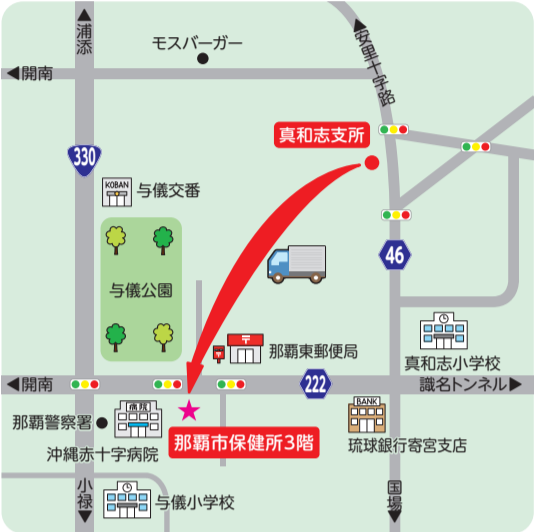 浦添
モスバーガー
安里十字路
開南
真和志支所
330
KOBAN
与儀交番
46
与儀公園
〒
〒
那覇東郵便局
真和志小学校
開南
222
識名トンネル
病院
BANK
那覇警察署
那覇市保健所3階
琉球銀行寄宮支店
沖縄赤十字病院
小禄
与儀小学校
国場